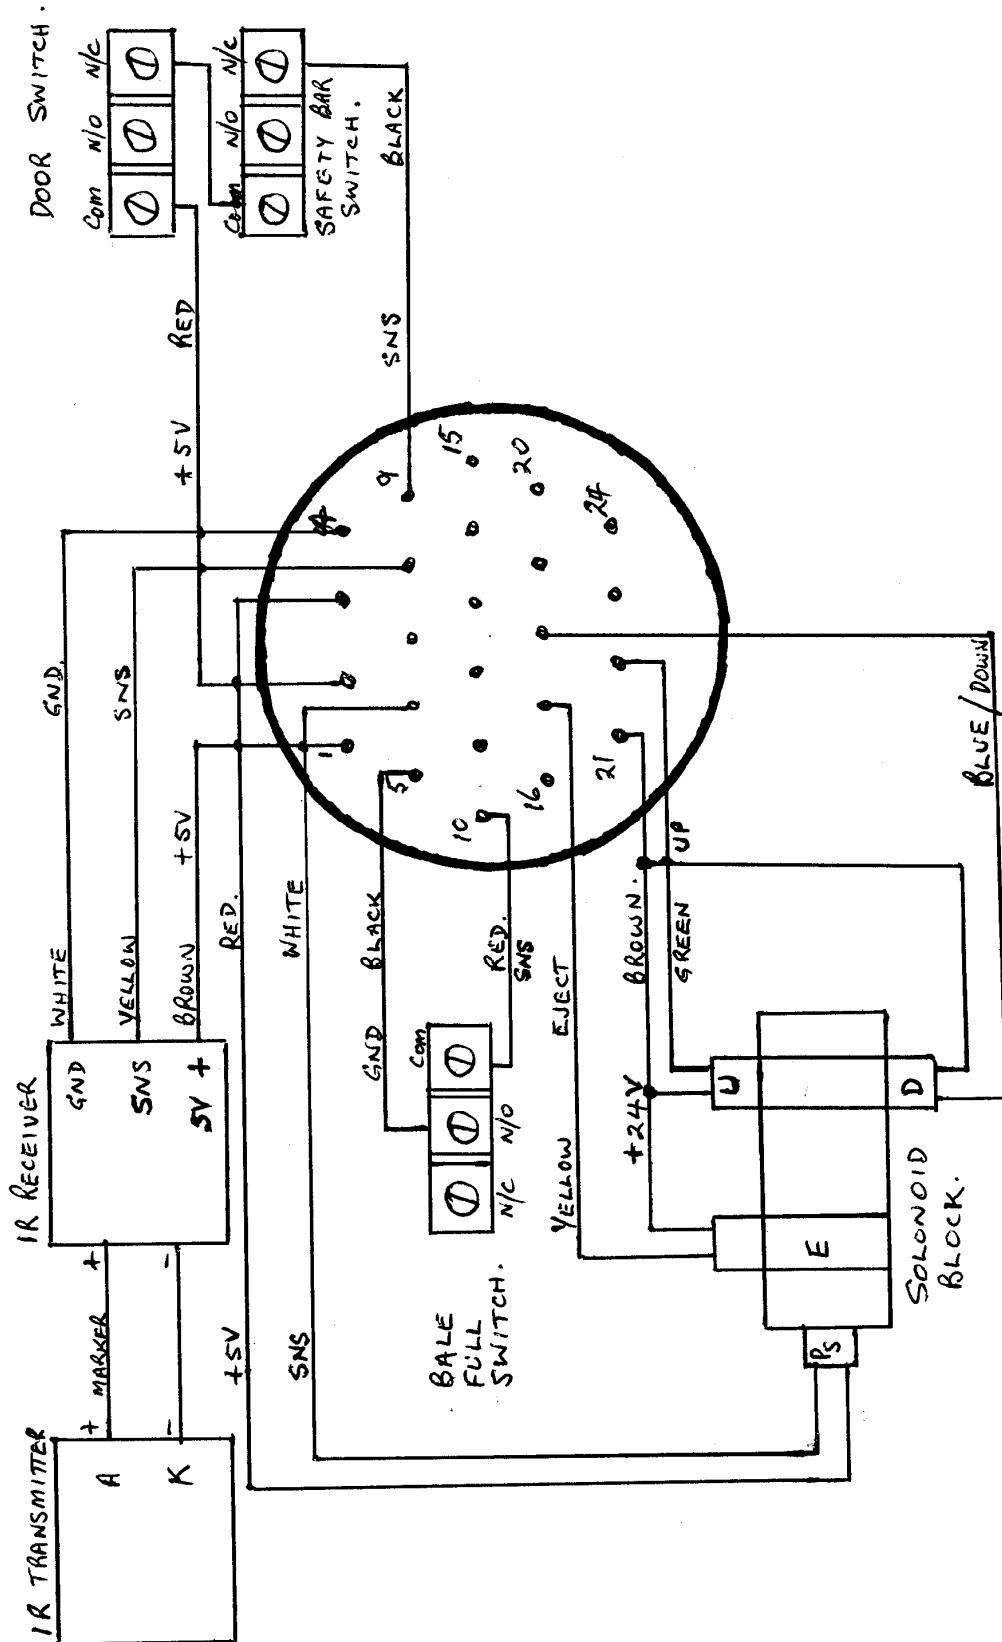 IR TRANSMITTER
A
K
+
-
MARKER
+
-
IR RECEIVER
GND
SNS
5V +
WHITE
GND.
YELLOW
SNS
BROWN
+5V
+5V
RED.
SNS
WHITE
+5V
RED
DOOR SWITCH.
Com
N/O
N/C
Com
N/O
N/C
SAFETY BAR
SWITCH.
SNS
BLACK
1
4
5
9
10
15
16
20
21
24
BALE
FULL
SWITCH.
N/C
N/O
Com
GND
BLACK
RED.
SNS
YELLOW
EJECT
+24V
BROWN.
GREEN
UP
BLUE/DOWN
PS
E
U
D
SOLONOID
BLOCK.